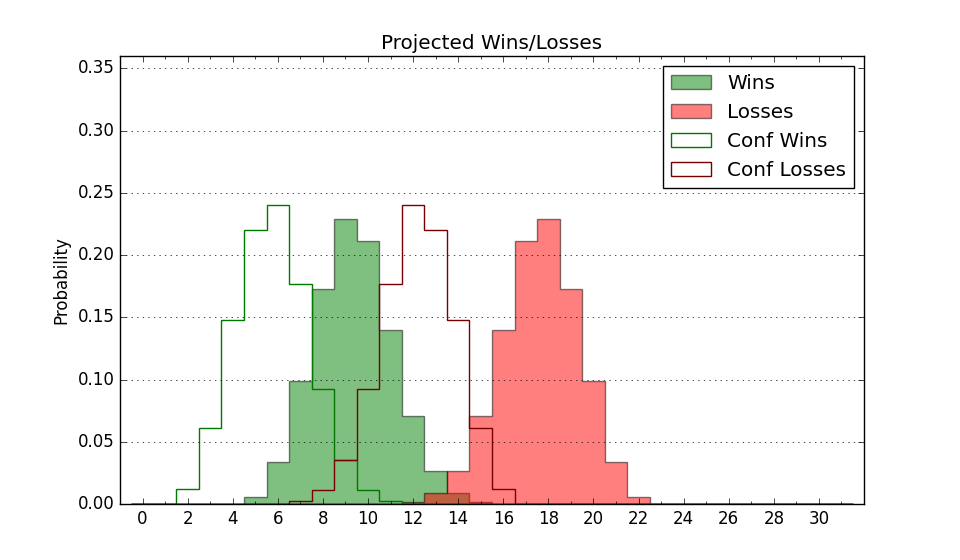 Projected Wins/Losses
0.35
0.30
0.25
0.20
0.15
0.10
0.05
0.00
Probability
Wins
Losses
Conf Wins
Conf Losses
0 2 4 6 8 10 12 14 16 18 20 22 24 26 28 30